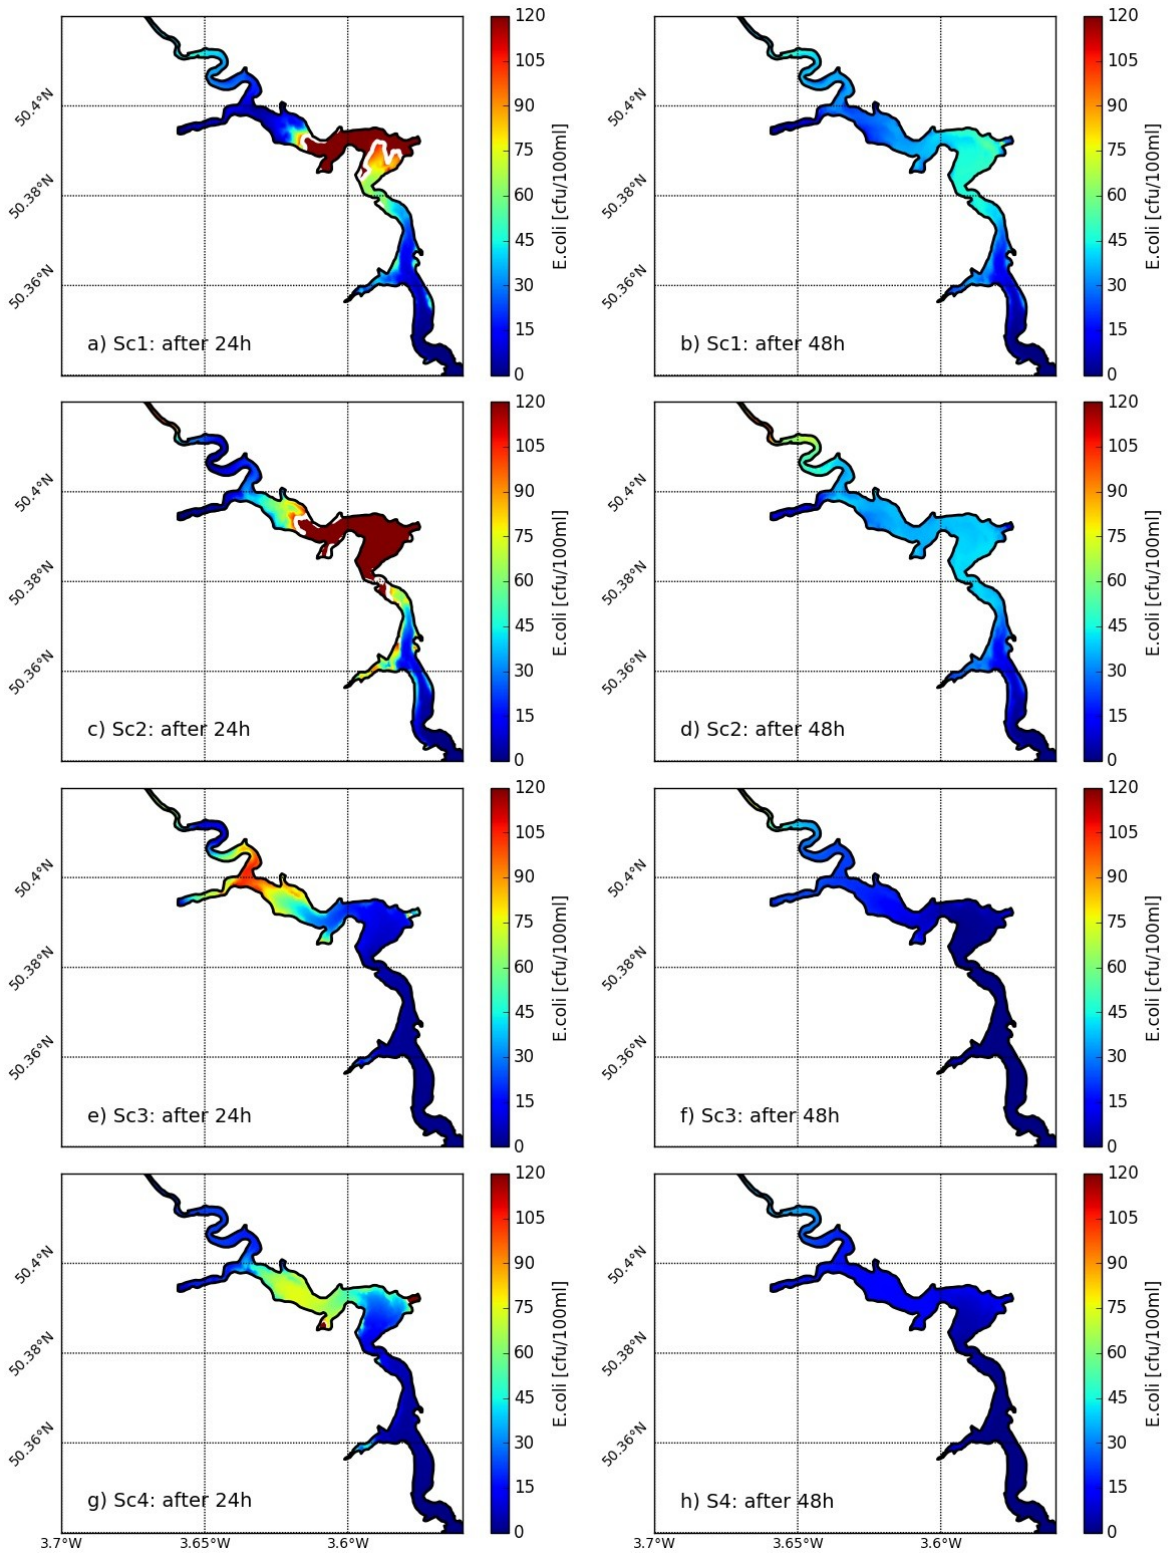 50.4°N
50.38°N
50.36°N
a) Sc1: after 24h
120
105
90
75
60
45
30
15
0
E.coli [cfu/100ml]
50.4°N
50.38°N
50.36°N
b) Sc1: after 48h
120
105
90
75
60
45
30
15
0
E.coli [cfu/100ml]
50.4°N
50.38°N
50.36°N
c) Sc2: after 24h
120
105
90
75
60
45
30
15
0
E.coli [cfu/100ml]
50.4°N
50.38°N
50.36°N
d) Sc2: after 48h
120
105
90
75
60
45
30
15
0
E.coli [cfu/100ml]
50.4°N
50.38°N
50.36°N
e) Sc3: after 24h
120
105
90
75
60
45
30
15
0
E.coli [cfu/100ml]
50.4°N
50.38°N
50.36°N
f) Sc3: after 48h
120
105
90
75
60
45
30
15
0
E.coli [cfu/100ml]
50.4°N
50.38°N
50.36°N
g) Sc4: after 24h
3.7°W 3.65°W 3.6°W
120
105
90
75
60
45
30
15
0
E.coli [cfu/100ml]
50.4°N
50.38°N
50.36°N
h) S4: after 48h
3.7°W 3.65°W 3.6°W
120
105
90
75
60
45
30
15
0
E.coli [cfu/100ml]